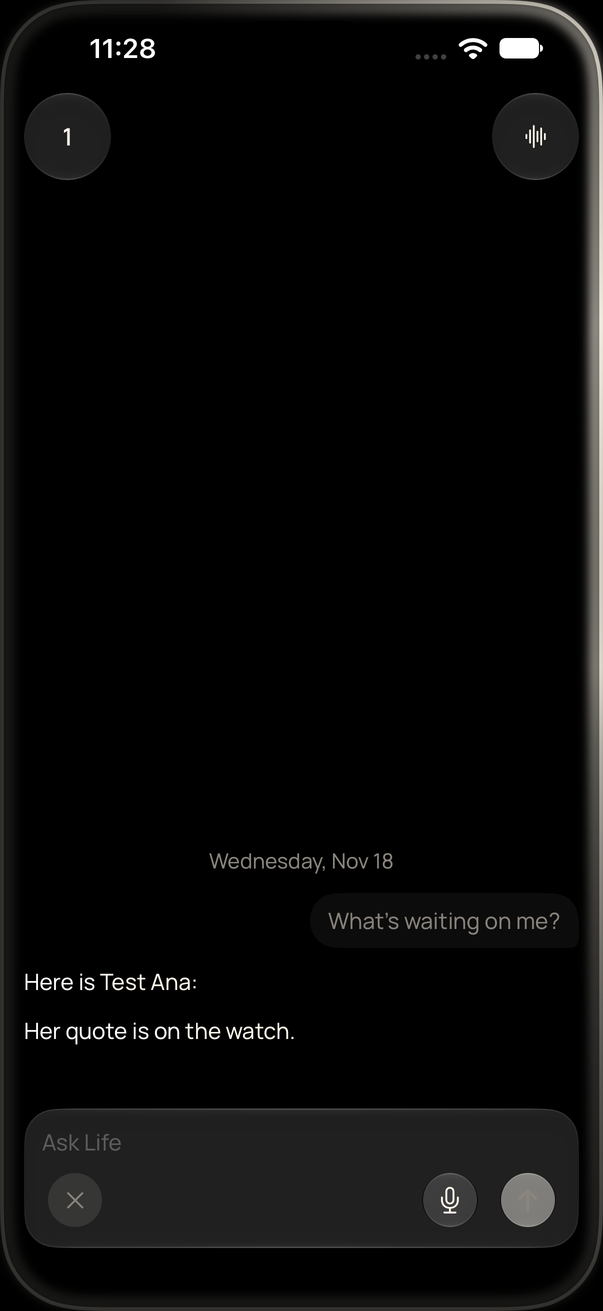 11:28
1
Wednesday, Nov 18
What's waiting on me?
Here is Test Ana:
Her quote is on the watch.
Ask Life